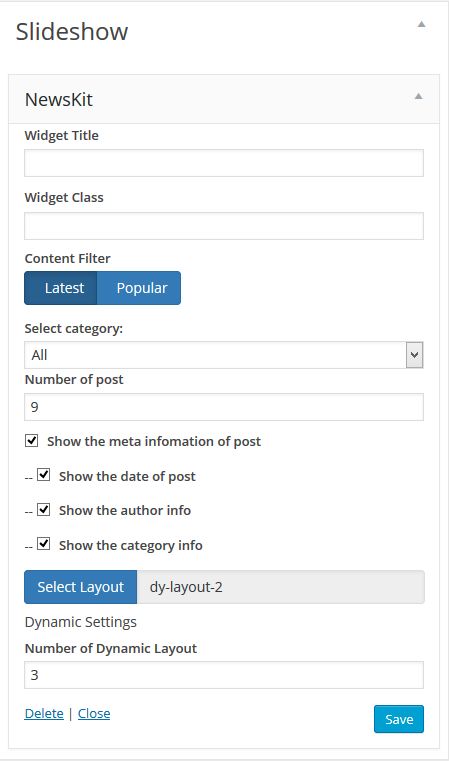 Slideshow
NewsKit
Widget Title
Widget Class
Content Filter
Latest Popular
Select category:
All
Number of post
9
Show the meta infomation of post
-- Show the date of post
-- Show the author info
-- Show the category info
Select Layout dy-layout-2
Dynamic Settings
Number of Dynamic Layout
3
Delete | Close Save